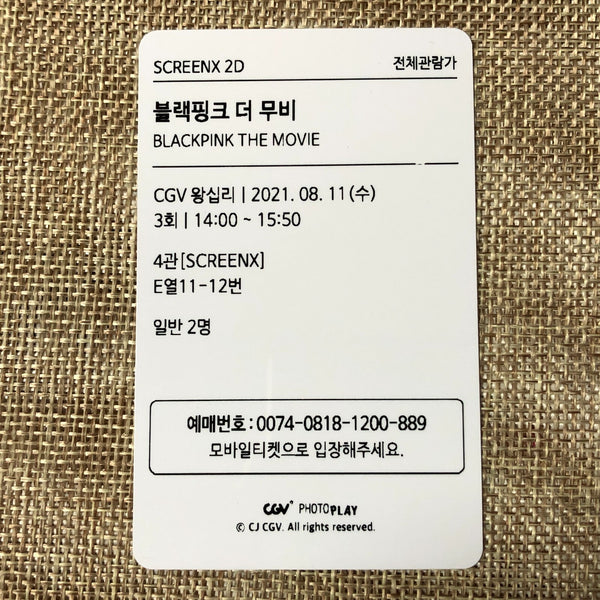 SCREENX 2D 전체관람가
블랙핑크 더 무비
BLACKPINK THE MOVIE
CGV 왕십리 | 2021. 08. 11 (수)
3회 | 14:00 ~ 15:50
4관 [SCREENX]
E열11-12번
일반 2명
예매번호 : 0074-0818-1200-889
모바일티켓으로 입장해주세요.
CGV PHOTOPLAY
© CJ CGV. All rights reserved.